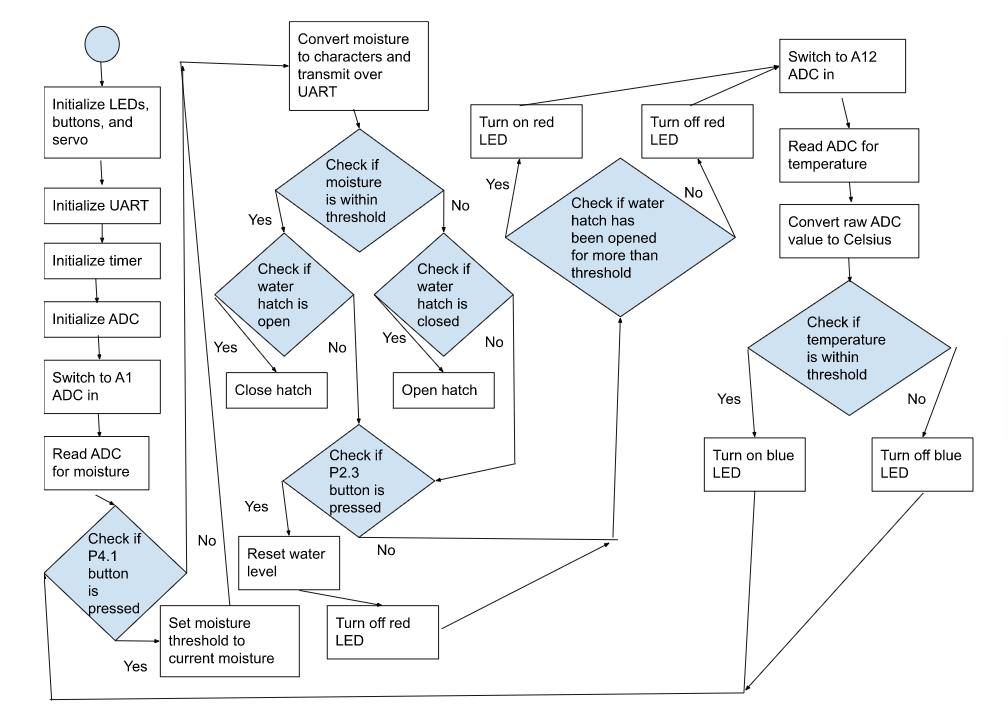 Initialize LEDs,
buttons, and
servo
Initialize UART
Initialize timer
Initialize ADC
Switch to A1
ADC in
Read ADC
for moisture
Check if
P4.1
button
is
pressed
No
Yes
Set moisture
threshold to
current moisture
Convert moisture
to characters and
transmit over
UART
Check if
moisture
is within
threshold
Yes
No
Check if
water
hatch is
open
Yes
No
Close hatch
Check if
water
hatch is
closed
Yes
No
Open hatch
Check if
P2.3
button is
pressed
Yes
No
Reset water
level
Turn off red
LED
Check if water
hatch has
been opened
for more than
threshold
Yes
No
Turn on red
LED
Turn off red
LED
Switch to A12
ADC in
Read ADC for
temperature
Convert raw ADC
value to Celsius
Check if
temperature
is within
threshold
Yes
No
Turn on blue
LED
Turn off blue
LED